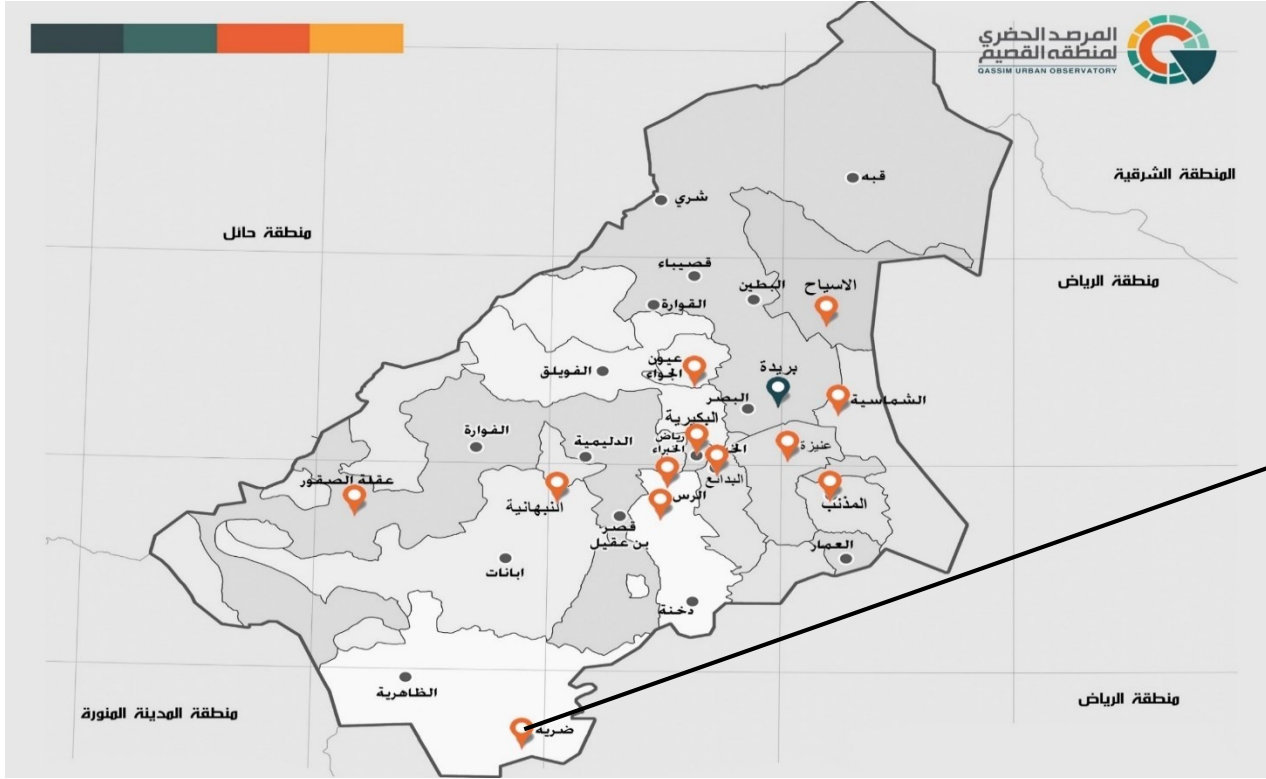 المرصد الحضري
لمنطقة القصيم
QASSIM URBAN OBSERVATORY
المنطقة الشرقية
قبه
شري
منطقة حائل
قصيباء
منطقة الرياض
الاسياح
البطين
القوارة
عيون
الجواء
بريدة
الفويلق
الشماسية
البصر
البكيرية
الفوارة
الدليمية
رياض
الخبراء
عنيزة
البدائع
عقلة الصقور
النبهانية
الرس
المذنب
قصر
بن عقيل
العمار
ابانات
دخنة
الظاهرية
منطقة المدينة المنورة
منطقة الرياض
ضرية